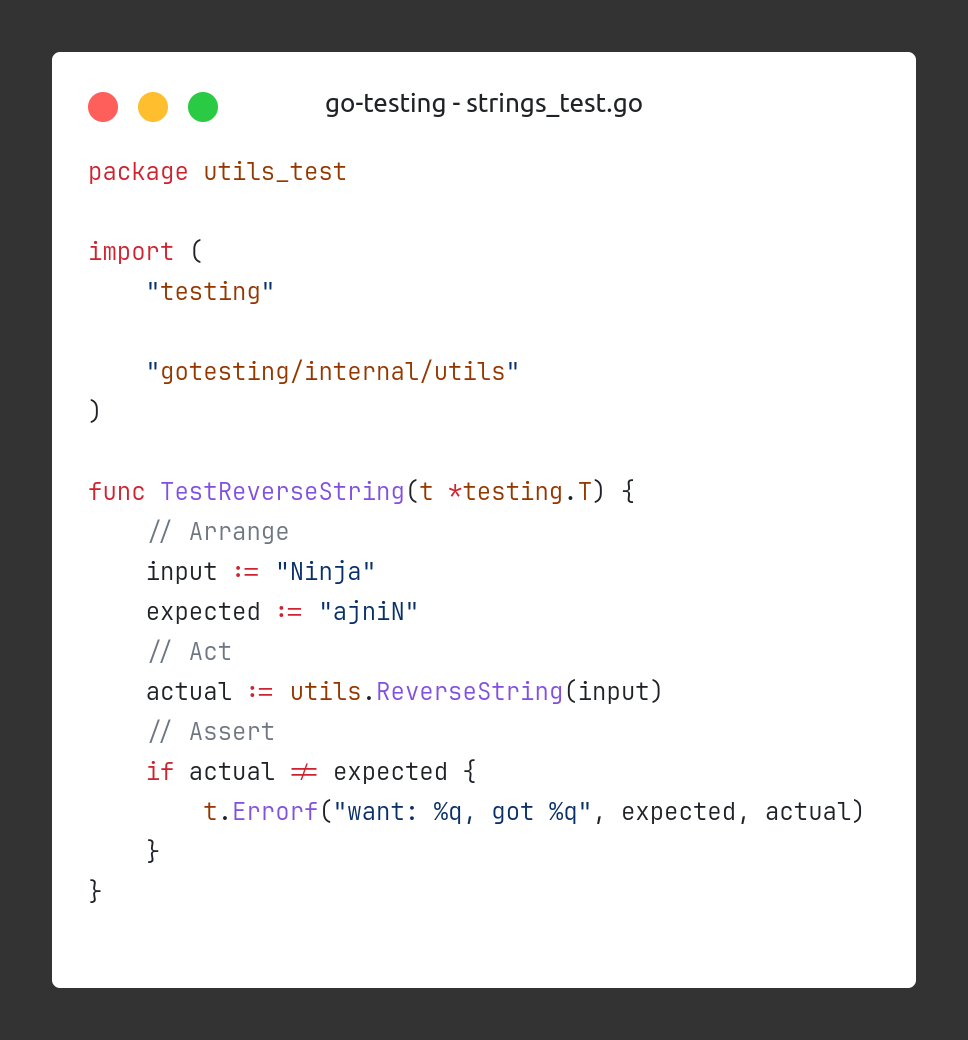 go-testing - strings_test.go
package utils_test
import (
    "testing"
    "gotesting/internal/utils"
)
func TestReverseString(t *testing.T) {
    // Arrange
    input := "Ninja"
    expected := "ajniN"
    // Act
    actual := utils.ReverseString(input)
    // Assert
    if actual != expected {
        t.Errorf("want: %q, got %q", expected, actual)
    }
}